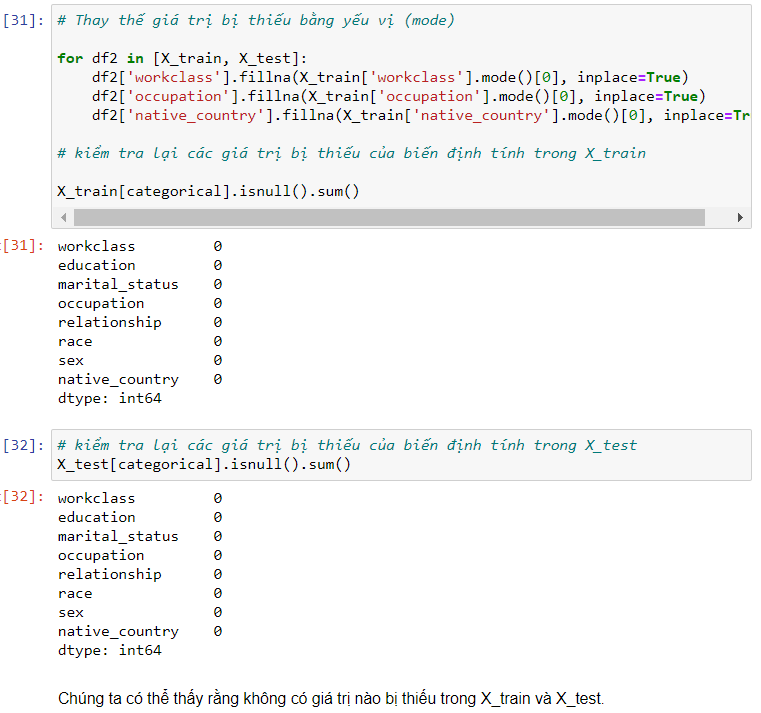 [31]: # Thay thế giá trị bị thiếu bằng yếu vị (mode)
for df2 in [X_train, X_test]:
    df2['workclass'].fillna(X_train['workclass'].mode()[0], inplace=True)
    df2['occupation'].fillna(X_train['occupation'].mode()[0], inplace=True)
    df2['native_country'].fillna(X_train['native_country'].mode()[0], inplace=Tr
# kiểm tra lại các giá trị bị thiếu của biến định tính trong X_train
X_train[categorical].isnull().sum()
t[31]: workclass 0
education 0
marital_status 0
occupation 0
relationship 0
race 0
sex 0
native_country 0
dtype: int64
[32]: # kiểm tra lại các giá trị bị thiếu của biến định tính trong X_test
X_test[categorical].isnull().sum()
t[32]: workclass 0
education 0
marital_status 0
occupation 0
relationship 0
race 0
sex 0
native_country 0
dtype: int64
Chúng ta có thể thấy rằng không có giá trị nào bị thiếu trong X_train và X_test.